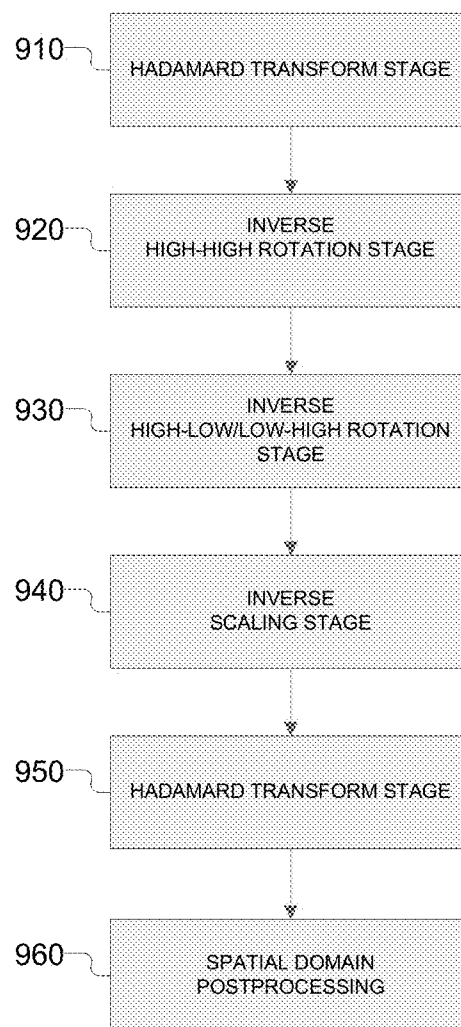 910
HADAMARD TRANSFORM STAGE
920
INVERSE
HIGH-HIGH ROTATION STAGE
930
INVERSE
HIGH-LOW/LOW-HIGH ROTATION
STAGE
940
INVERSE
SCALING STAGE
950
HADAMARD TRANSFORM STAGE
960
SPATIAL DOMAIN
POSTPROCESSING